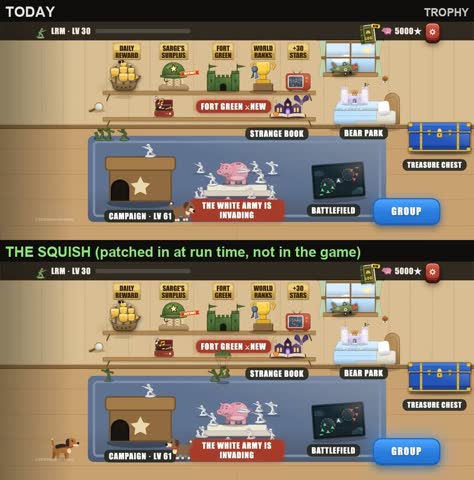 TODAY
TROPHY
LRM · LV 30
5000★
DAILY
REWARD
SARGE'S
SURPLUS
FORT
GREEN
WORLD
RANKS
+30
STARS
FORT GREEN ×NEW
STRANGE BOOK
BEAR PARK
TREASURE CHEST
CAMPAIGN · LV 61
THE WHITE ARMY IS
INVADING
BATTLEFIELD
GROUP
THE SQUISH (patched in at run time, not in the game)
LRM · LV 30
5000★
DAILY
REWARD
SARGE'S
SURPLUS
FORT
GREEN
WORLD
RANKS
+30
STARS
FORT GREEN ×NEW
STRANGE BOOK
BEAR PARK
TREASURE CHEST
CAMPAIGN · LV 61
THE WHITE ARMY IS
INVADING
BATTLEFIELD
GROUP